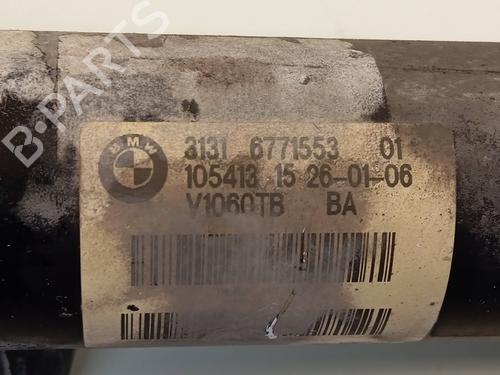 B-PARTS
BMW
3131 6771553 01
105413 15 26-01-06
V1060TB BA